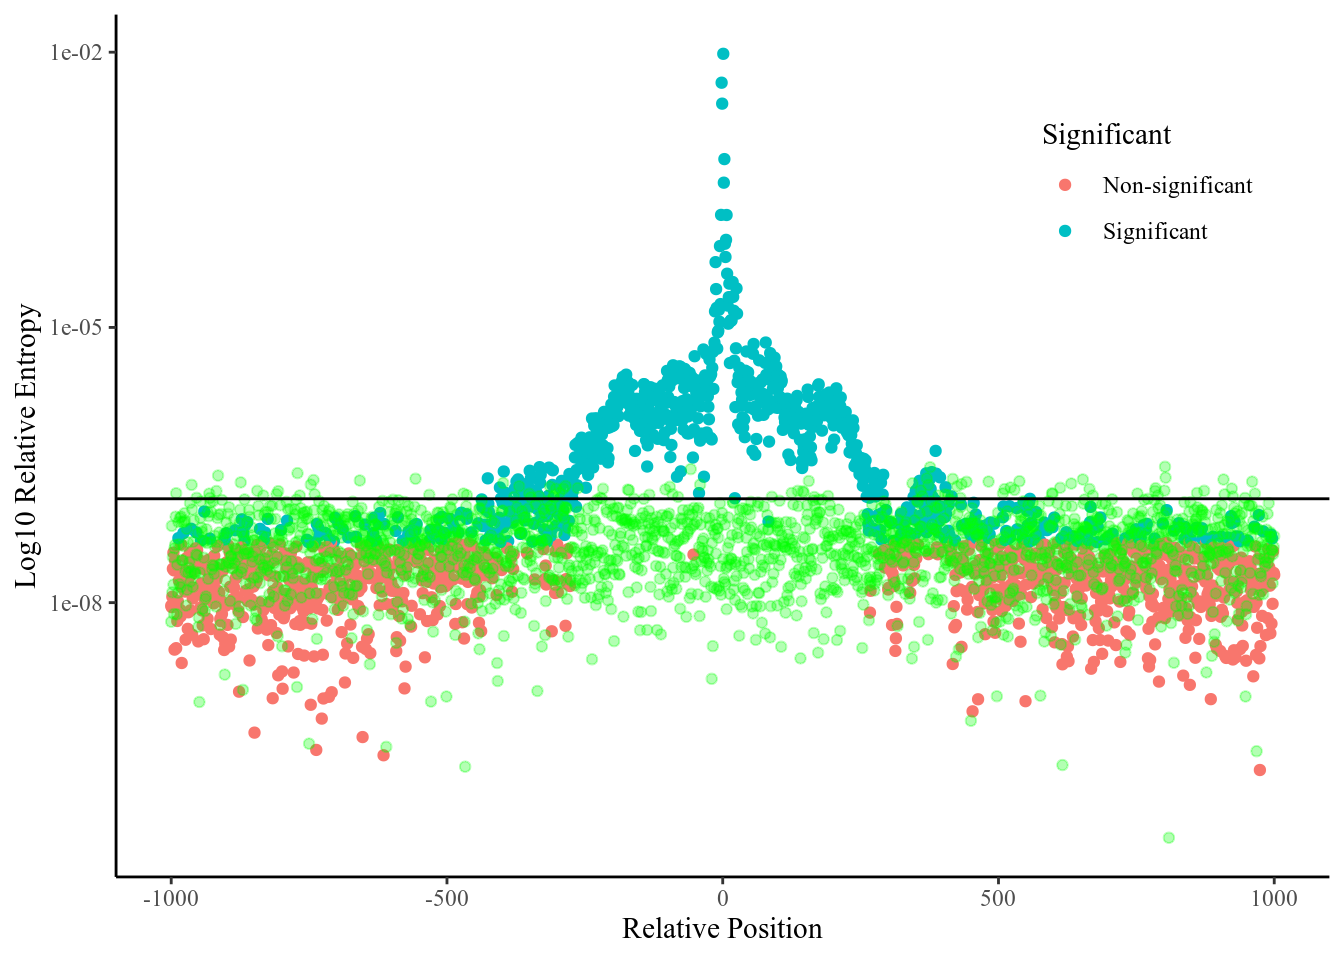 1e-02
1e-05
1e-08
Log10 Relative Entropy
Significant
Non-significant
Significant
-1000
-500
0
500
1000
Relative Position